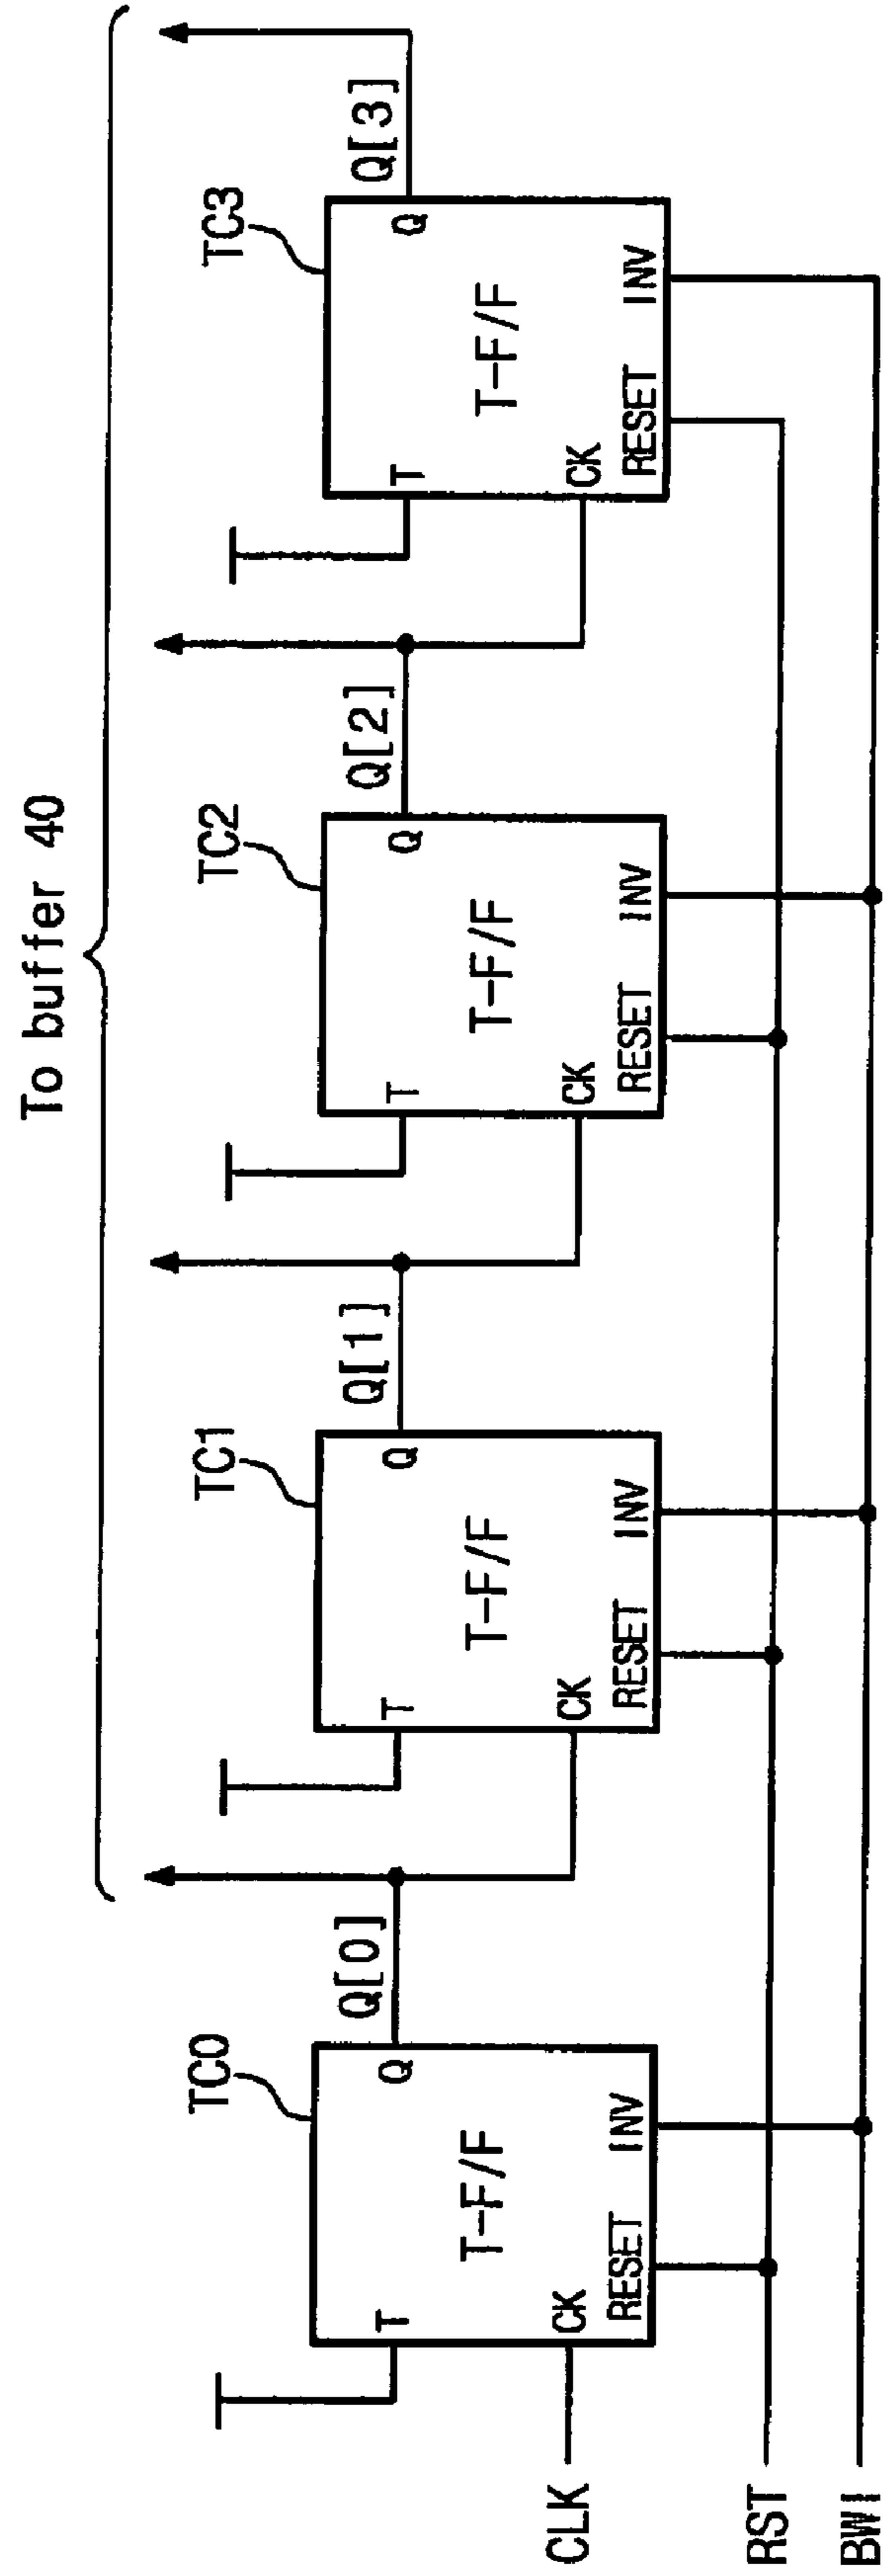 To buffer 40
TC0
TC1
TC2
TC3
Q[0]
Q[1]
Q[2]
Q[3]
T
Q
T-F/F
CK
RESET
INV
T
Q
T-F/F
CK
RESET
INV
T
Q
T-F/F
CK
RESET
INV
T
Q
T-F/F
CK
RESET
INV
CLK
RST
BWI